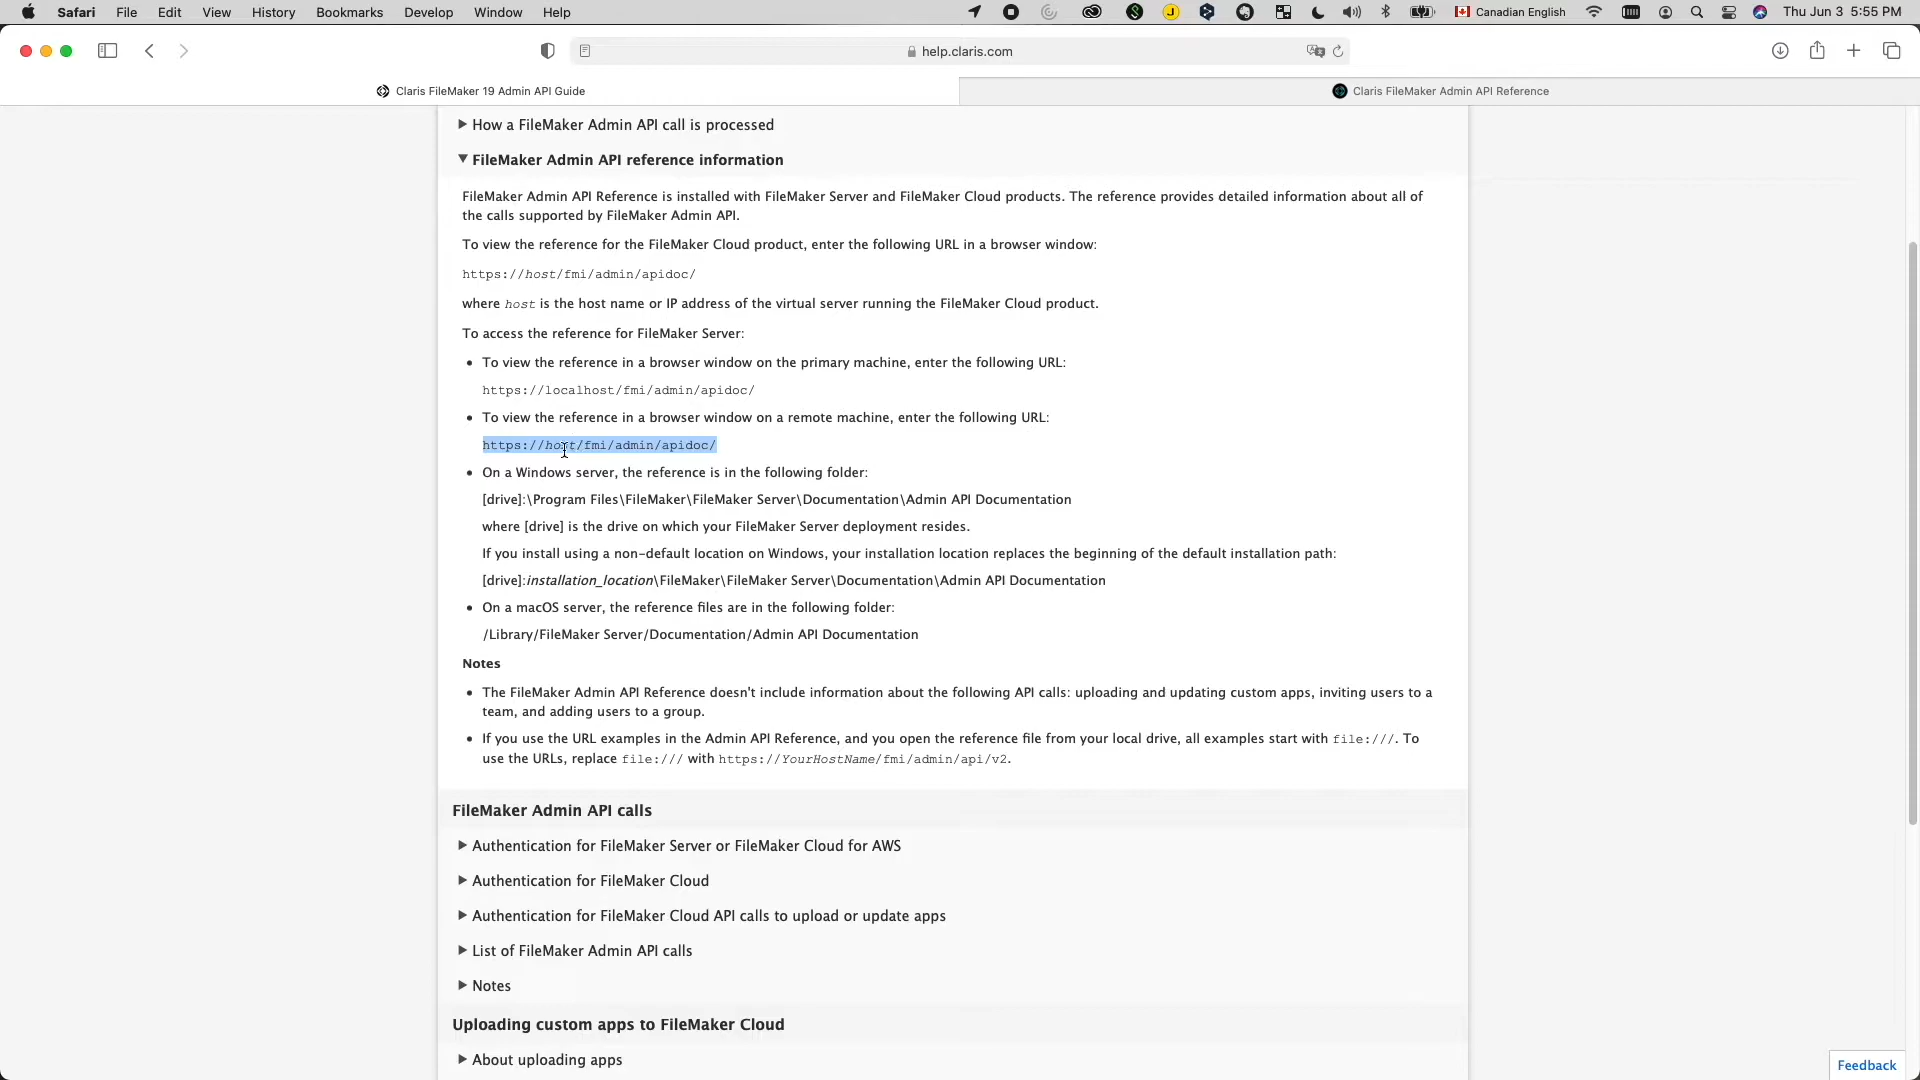 Safari File Edit View History Bookmarks Develop Window Help Canadian English Thu Jun 3 5:55 PM
help.claris.com
Claris FileMaker 19 Admin API Guide
Claris FileMaker Admin API Reference
How a FileMaker Admin API call is processed
FileMaker Admin API reference information
FileMaker Admin API Reference is installed with FileMaker Server and FileMaker Cloud products. The reference provides detailed information about all of
the calls supported by FileMaker Admin API.
To view the reference for the FileMaker Cloud product, enter the following URL in a browser window:
https://host/fmi/admin/apidoc/
where host is the host name or IP address of the virtual server running the FileMaker Cloud product.
To access the reference for FileMaker Server:
• To view the reference in a browser window on the primary machine, enter the following URL:
https://localhost/fmi/admin/apidoc/
• To view the reference in a browser window on a remote machine, enter the following URL:
https://host/fmi/admin/apidoc/
• On a Windows server, the reference is in the following folder:
[drive]:\Program Files\FileMaker\FileMaker Server\Documentation\Admin API Documentation
where [drive] is the drive on which your FileMaker Server deployment resides.
If you install using a non-default location on Windows, your installation location replaces the beginning of the default installation path:
[drive]:installation_location\FileMaker\FileMaker Server\Documentation\Admin API Documentation
• On a macOS server, the reference files are in the following folder:
/Library/FileMaker Server/Documentation/Admin API Documentation
Notes
• The FileMaker Admin API Reference doesn't include information about the following API calls: uploading and updating custom apps, inviting users to a
team, and adding users to a group.
• If you use the URL examples in the Admin API Reference, and you open the reference file from your local drive, all examples start with file:///. To
use the URLs, replace file:/// with https://YourHostName/fmi/admin/api/v2.
FileMaker Admin API calls
Authentication for FileMaker Server or FileMaker Cloud for AWS
Authentication for FileMaker Cloud
Authentication for FileMaker Cloud API calls to upload or update apps
List of FileMaker Admin API calls
Notes
Uploading custom apps to FileMaker Cloud
About uploading apps
Feedback